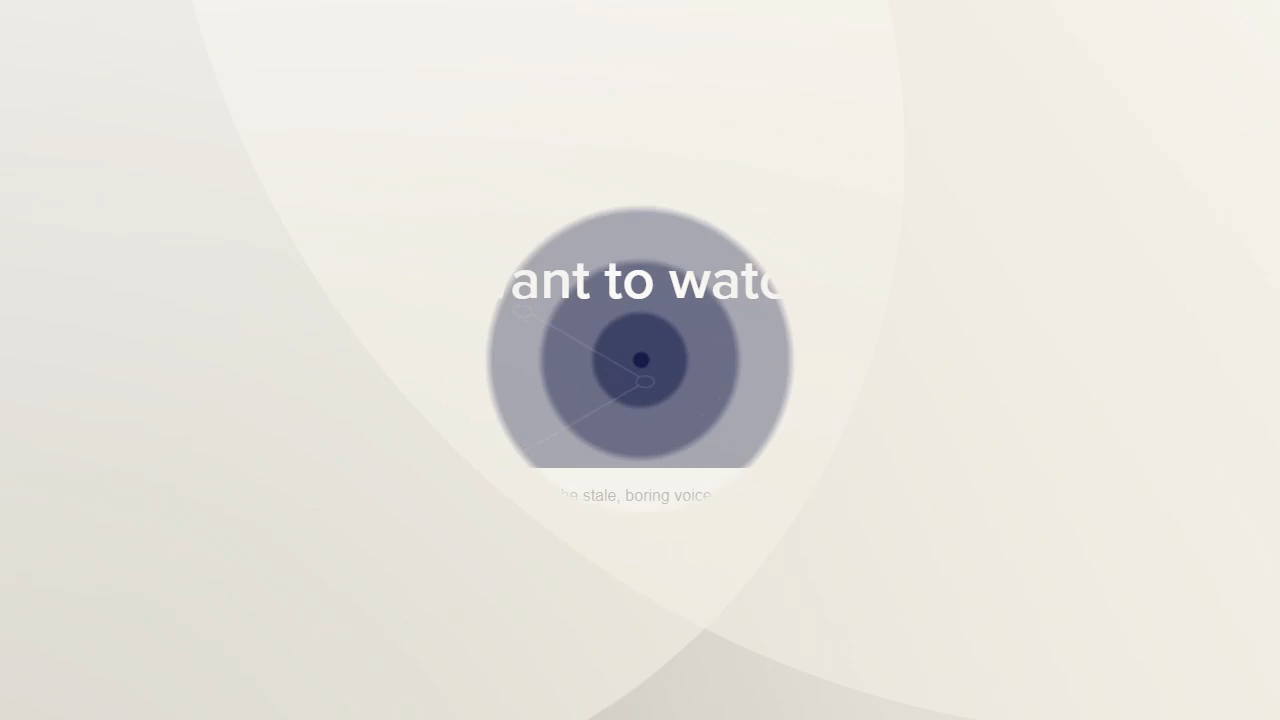 ant to watc
he stale, boring voice